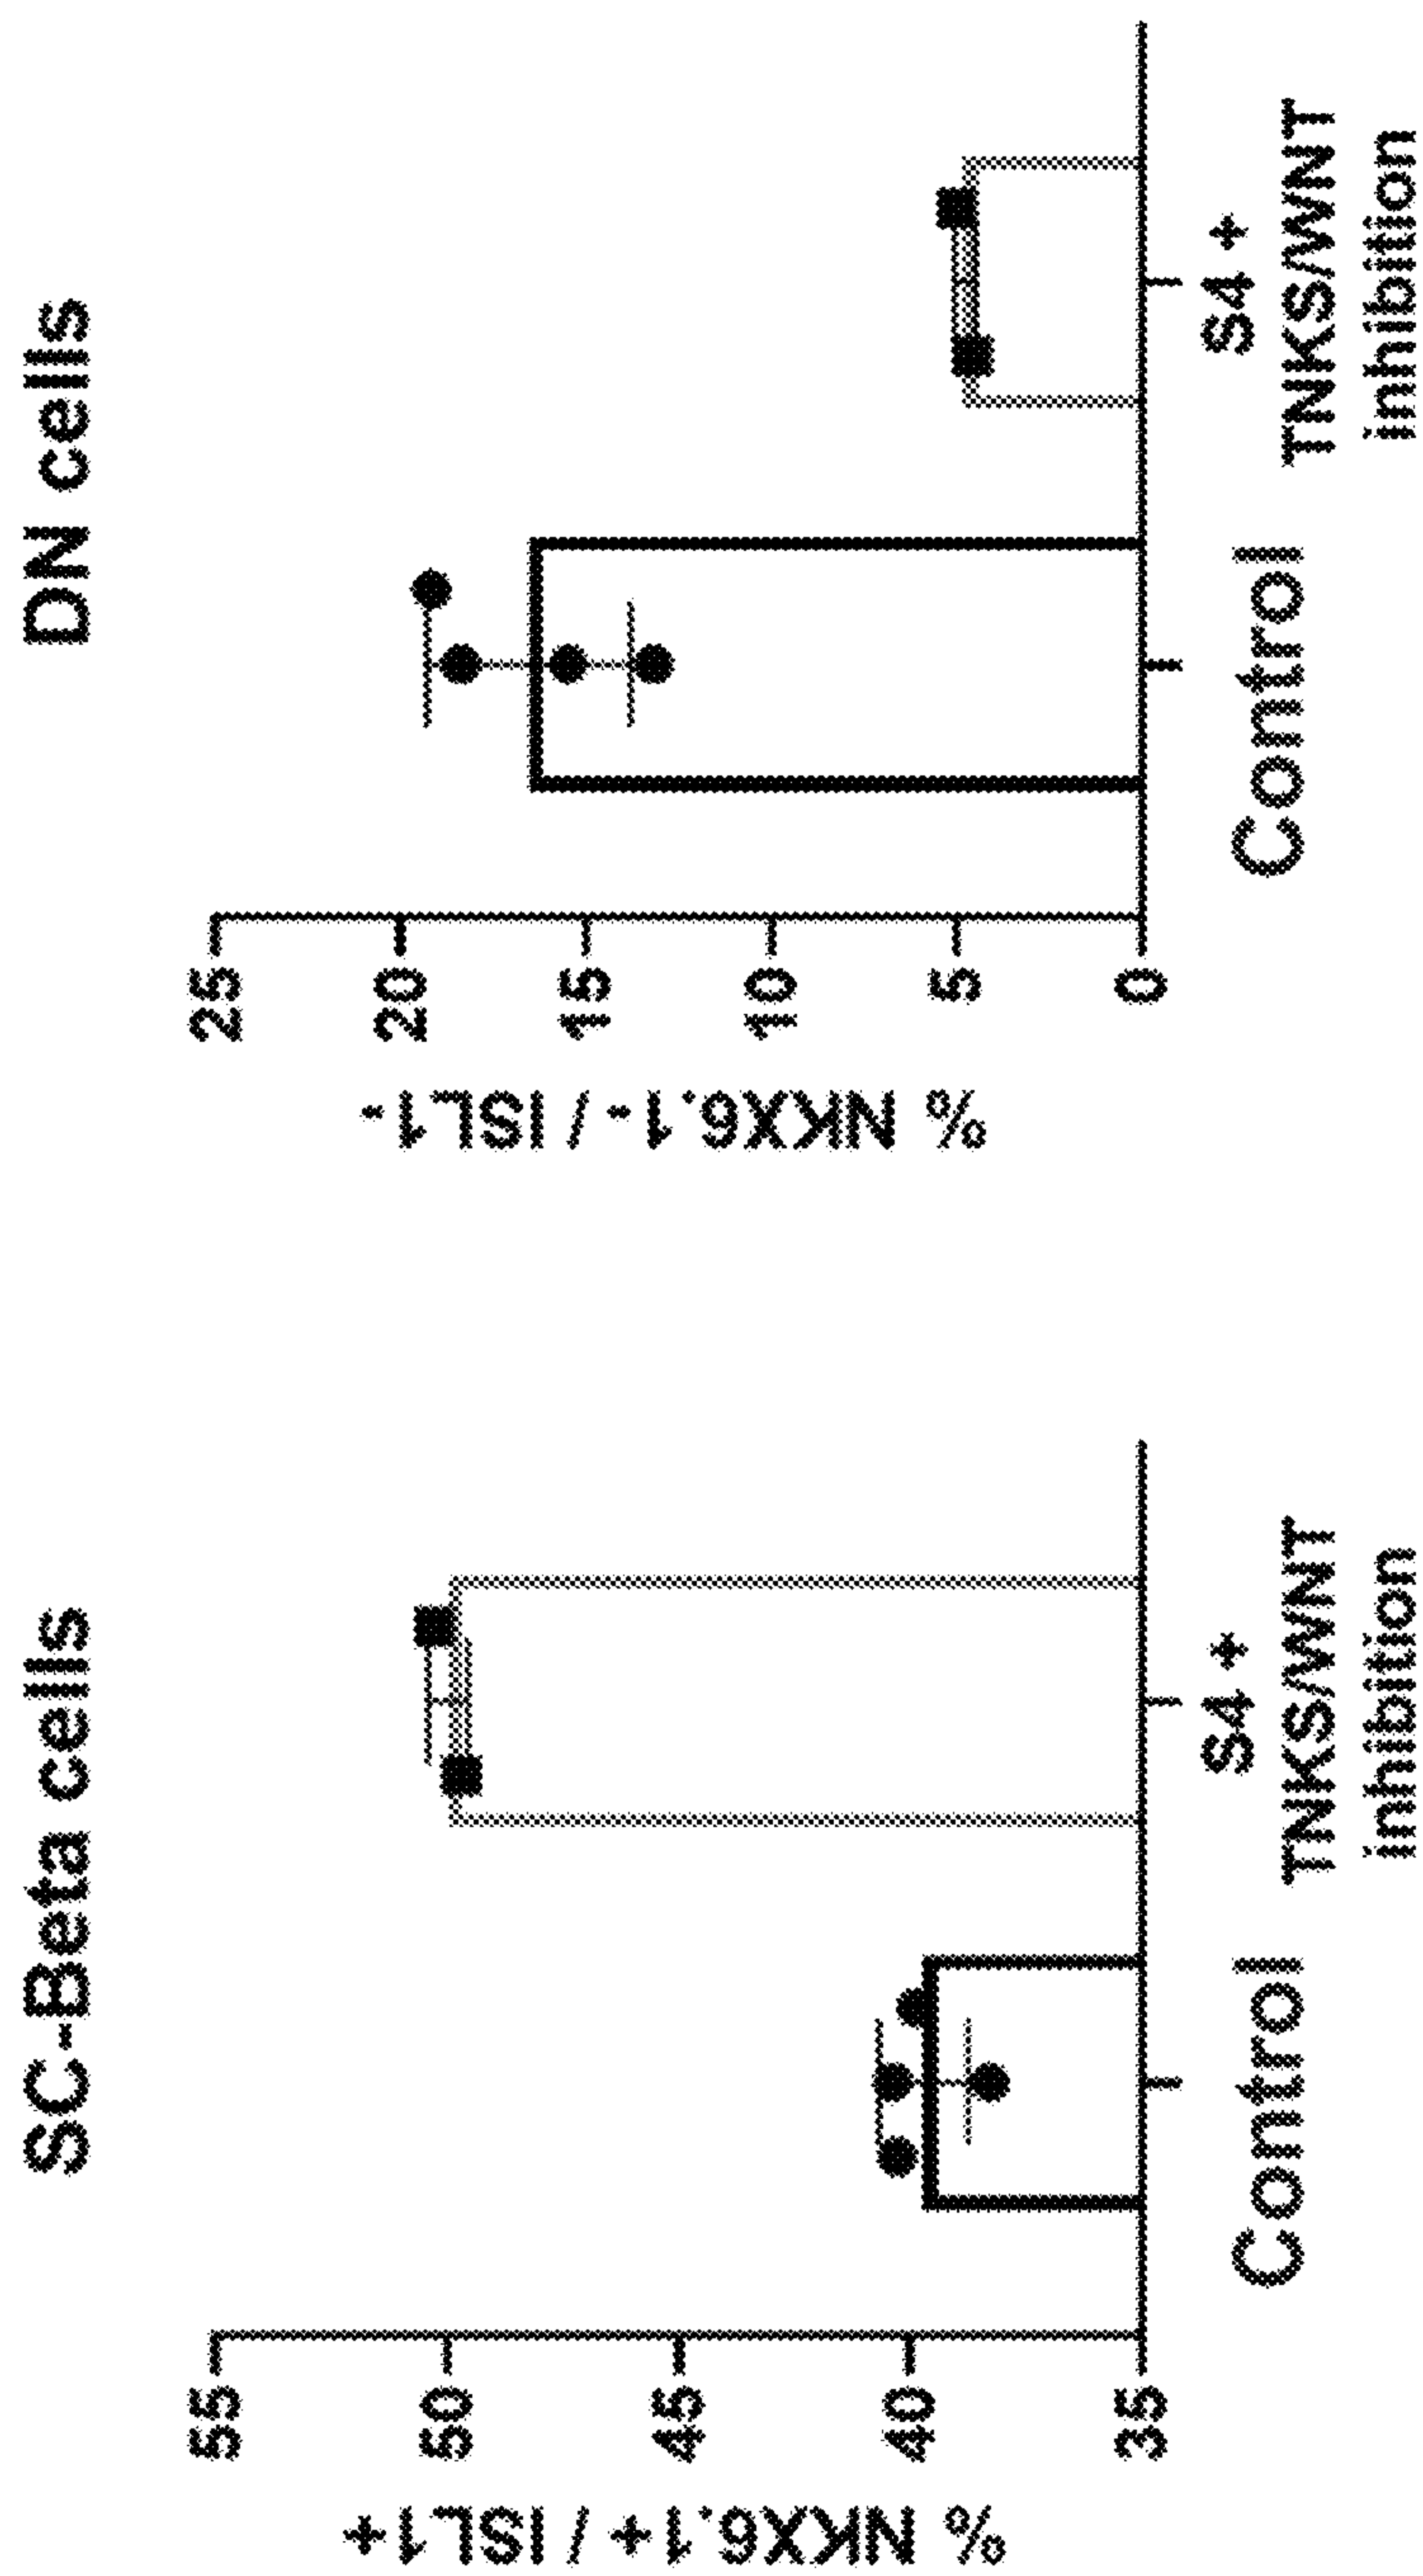 SC-Beta cells
% NKX6.1+ / ISL1+
55
50
45
40
35
Control
S4 +
TNKS/WNT
inhibition
DN cells
% NKX6.1- / ISL1-
25
20
15
10
5
0
Control
S4 +
TNKS/WNT
inhibition